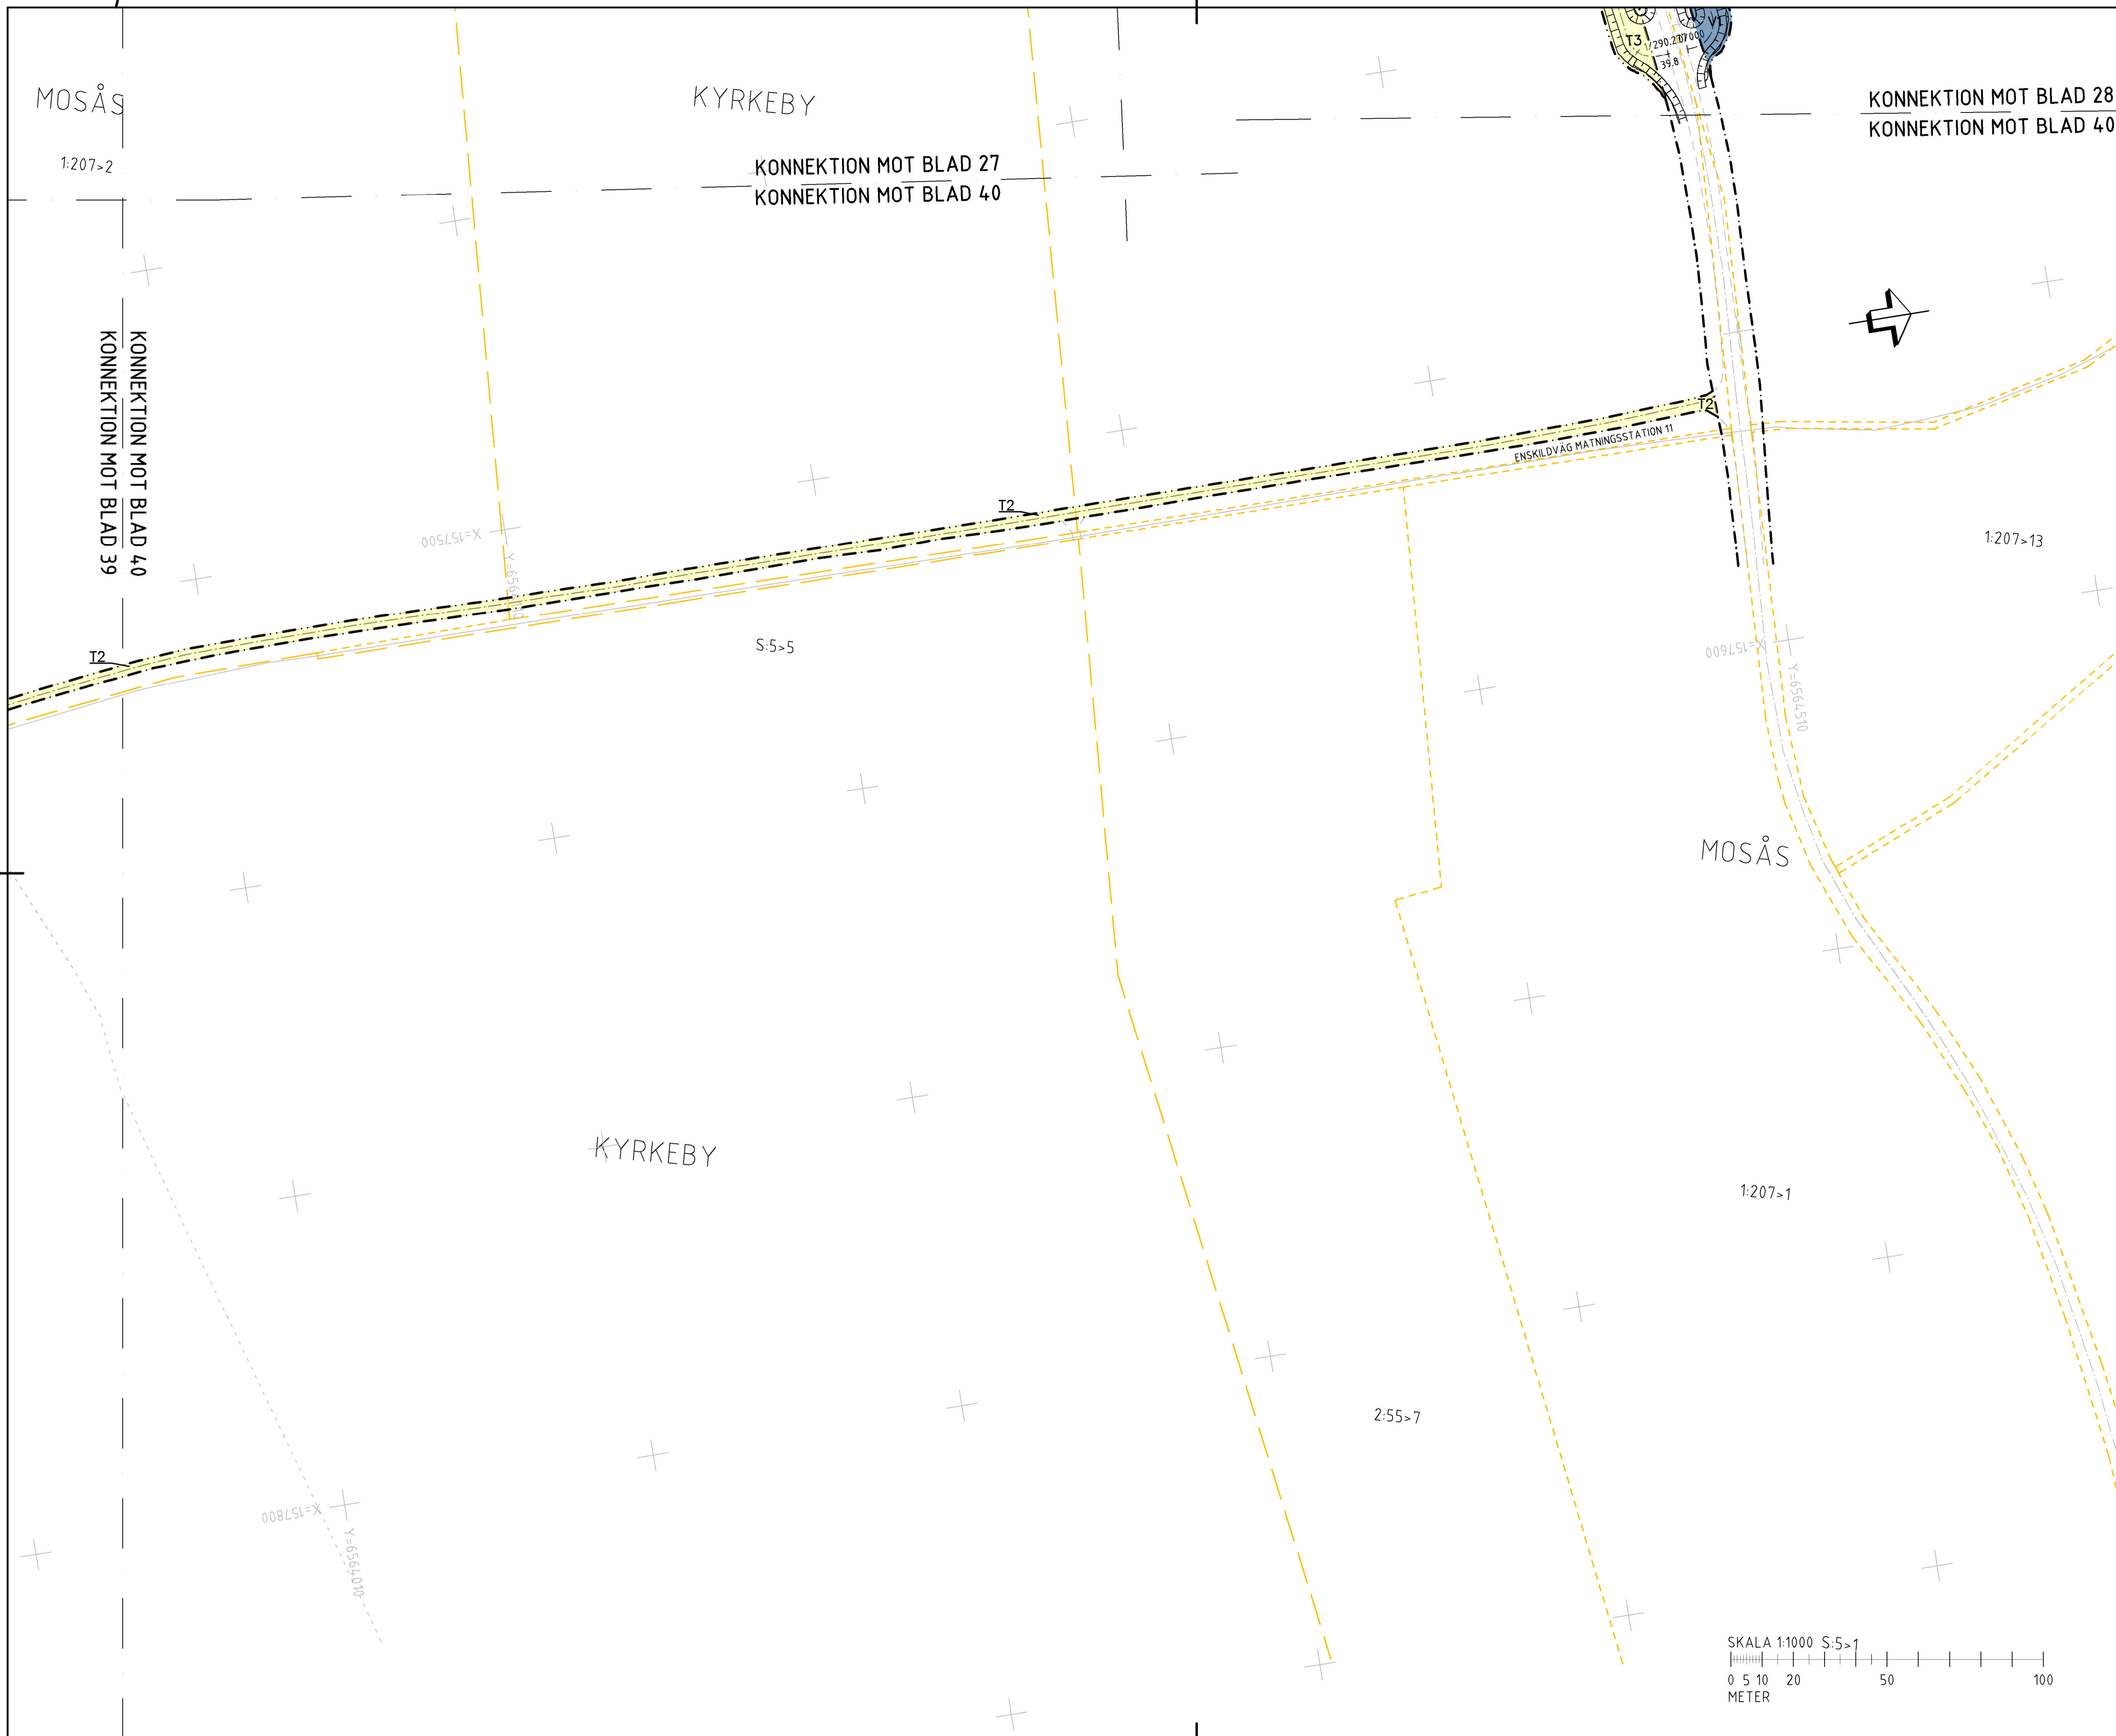 T3
V1
39.8
MOSÅS
KYRKEBY
KONNEKTION MOT BLAD 28
KONNEKTION MOT BLAD 40
1:207>2
KONNEKTION MOT BLAD 27
KONNEKTION MOT BLAD 40
KONNEKTION MOT BLAD 40
KONNEKTION MOT BLAD 39
T2
ENSKILDVÄG MATNINGSSTATION 11
T2
X=157500
1:207>13
S:5>5
T2
X=157600
Y=6564510
MOSÅS
KYRKEBY
1:207>1
2:55>7
X=157800
Y=6564010
SKALA 1:1000 S:5>1
0 5 10 20 50 100
METER